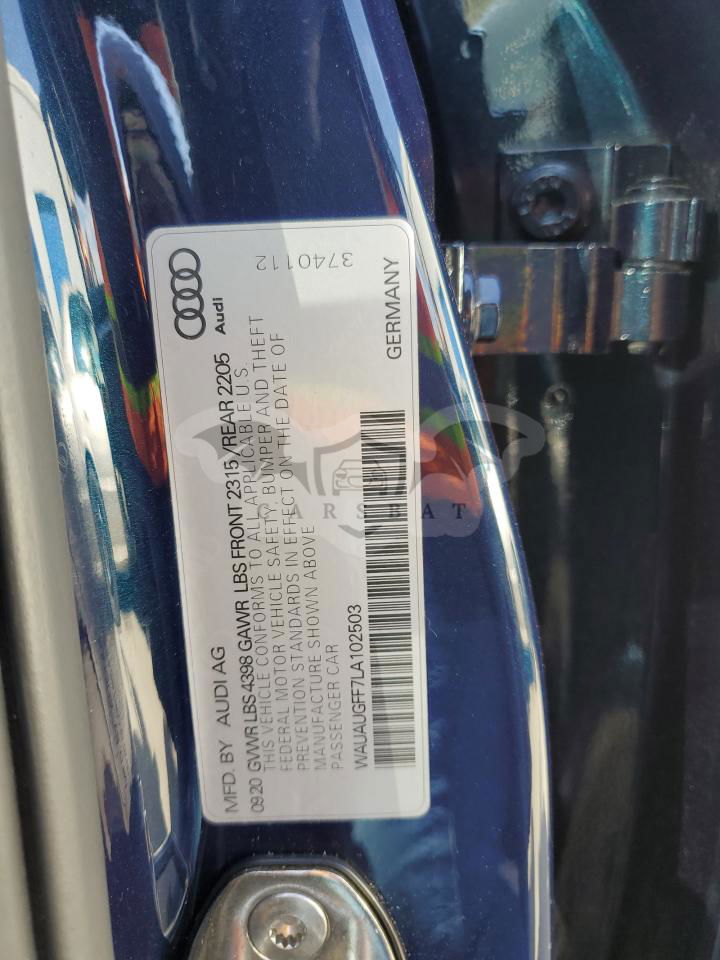 Audi
3740112
MFD. BY AUDI AG
0920 GVWR LBS 4398 GAWR LBS FRONT 2315/REAR 2205
THIS VEHICLE CONFORMS TO ALL APPLICABLE U.S.
FEDERAL MOTOR VEHICLE SAFETY, BUMPER AND THEFT
PREVENTION STANDARDS IN EFFECT ON THE DATE OF
MANUFACTURE SHOWN ABOVE
PASSENGER CAR
GERMANY
WAUAUGFF7LA102503
CARSBAT